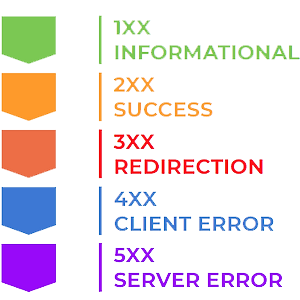 1XX
INFORMATIONAL
2XX
SUCCESS
3XX
REDIRECTION
4XX
CLIENT ERROR
5XX
SERVER ERROR